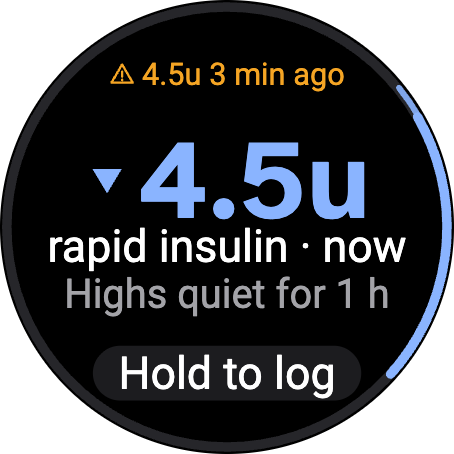 ⚠ 4.5u 3 min ago
▼ 4.5u
rapid insulin · now
Highs quiet for 1 h
Hold to log